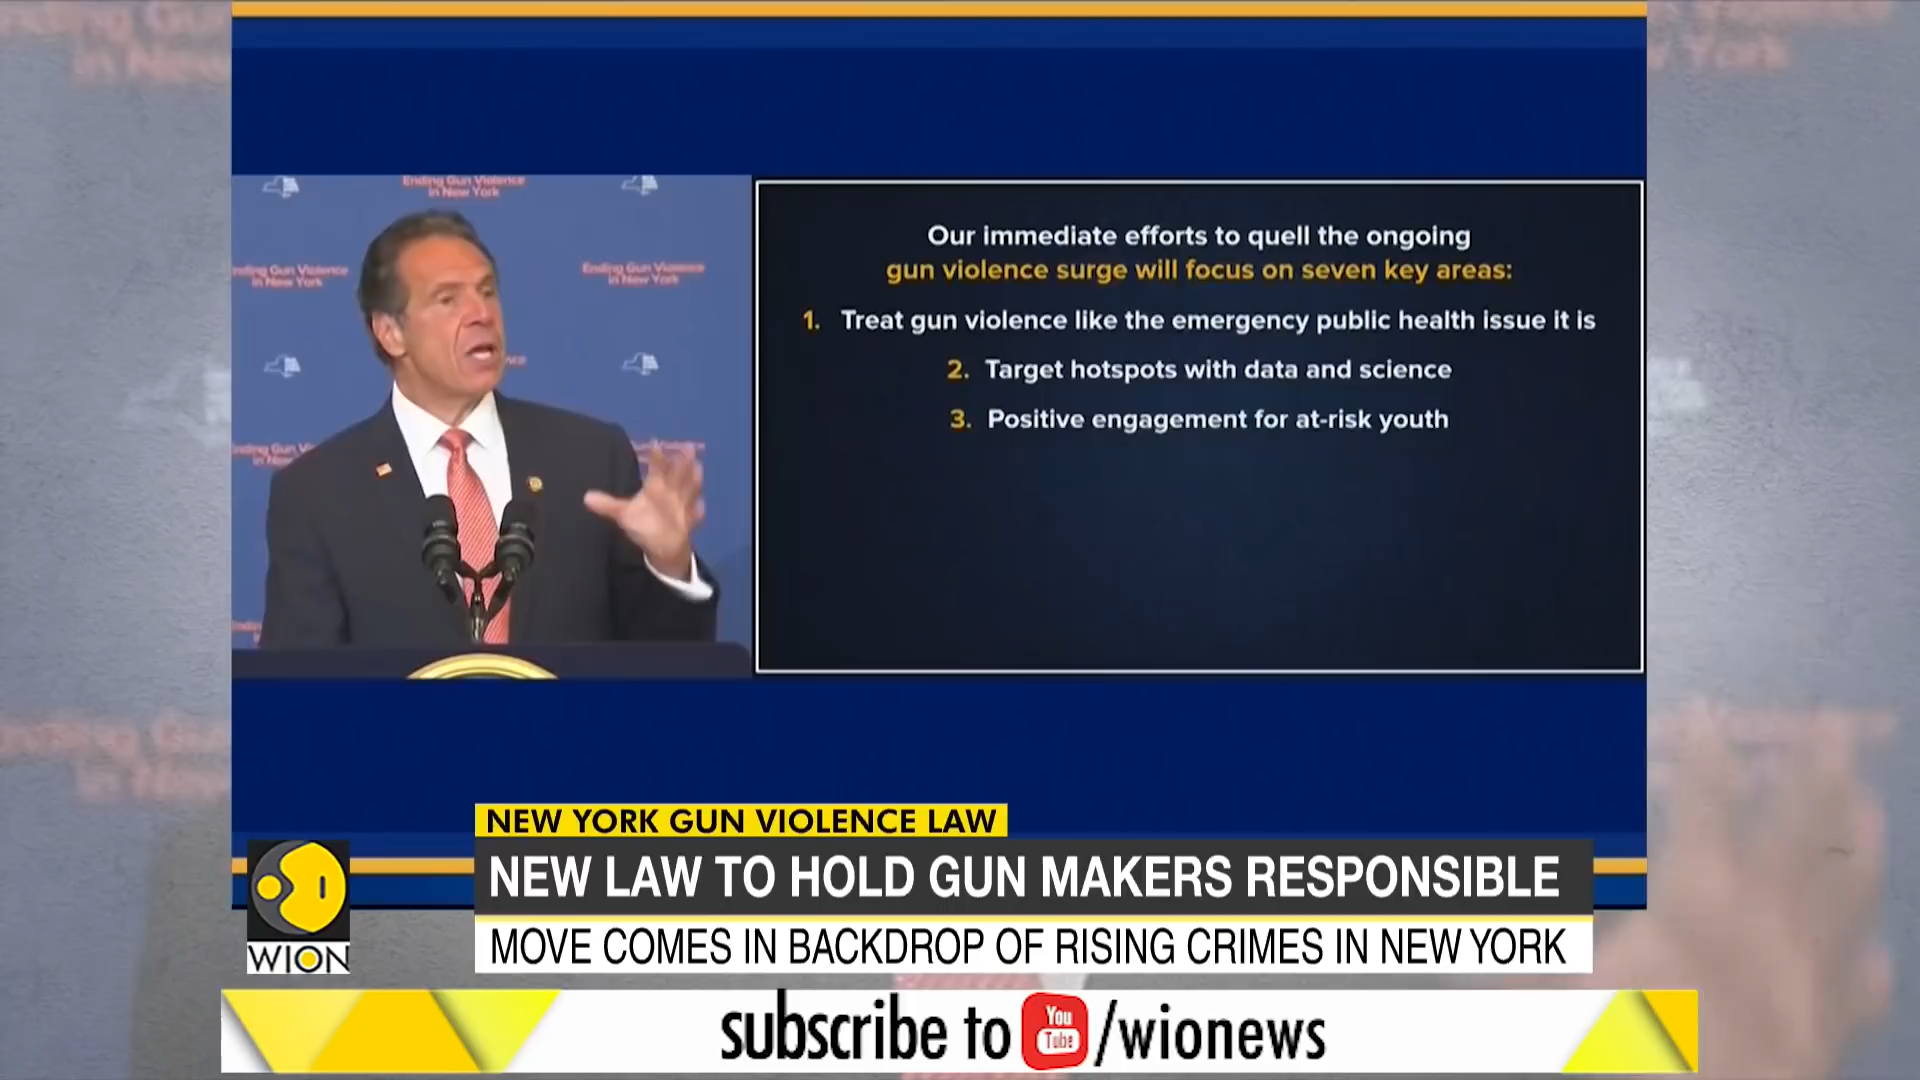 Ending Gun Violence
in New York
Ending Gun Violence
in New York
Ending Gun Violence
in New York
Our immediate efforts to quell the ongoing
gun violence surge will focus on seven key areas:
1. Treat gun violence like the emergency public health issue it is
2. Target hotspots with data and science
3. Positive engagement for at-risk youth
NEW YORK GUN VIOLENCE LAW
NEW LAW TO HOLD GUN MAKERS RESPONSIBLE
MOVE COMES IN BACKDROP OF RISING CRIMES IN NEW YORK
WION
subscribe to You Tube /wionews